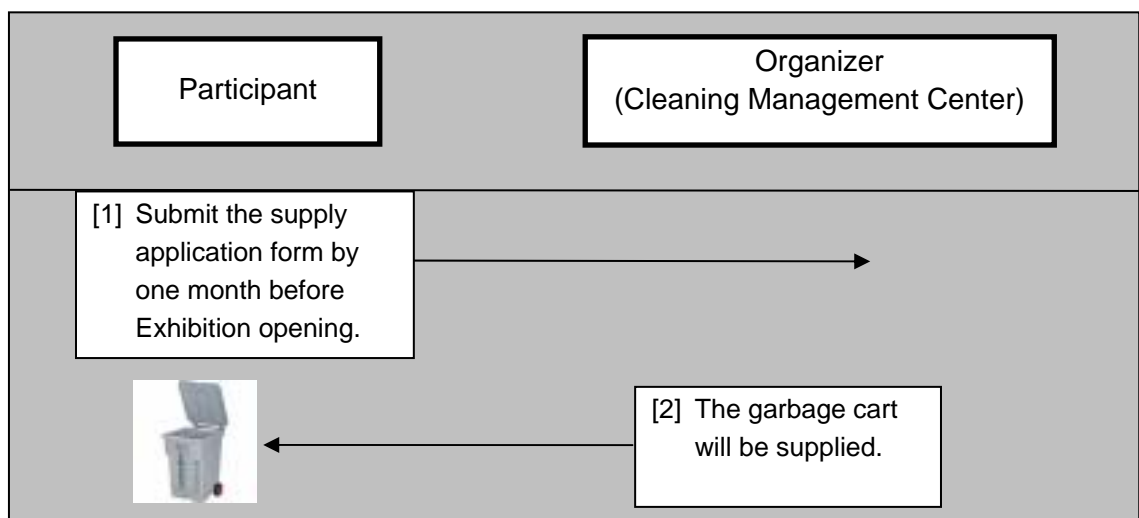 Participant
Organizer
(Cleaning Management Center)
[1] Submit the supply
application form by
one month before
Exhibition opening.
[2] The garbage cart
will be supplied.